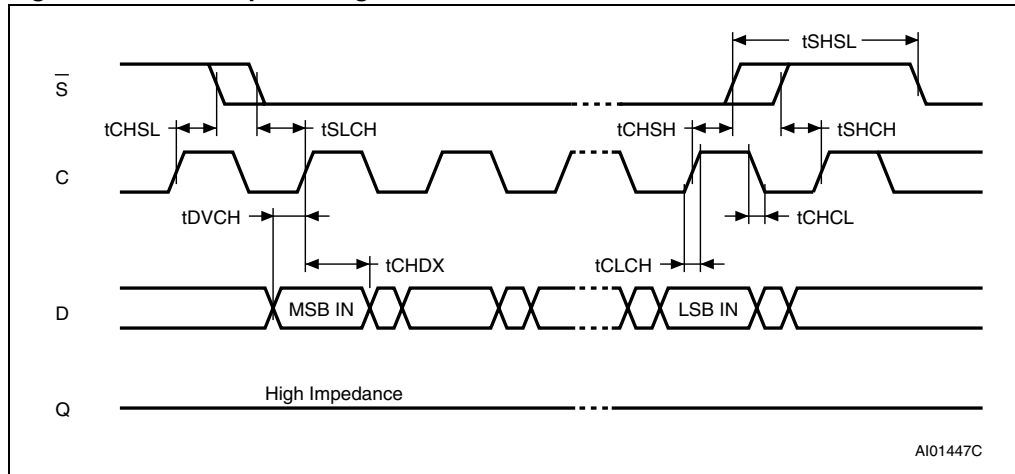 tSHSL
S
tCHSL
tSLCH
tCHSH
tSHCH
C
tDVCH
tCHCL
tCHDX
tCLCH
D
MSB IN
LSB IN
High Impedance
Q
AI01447C